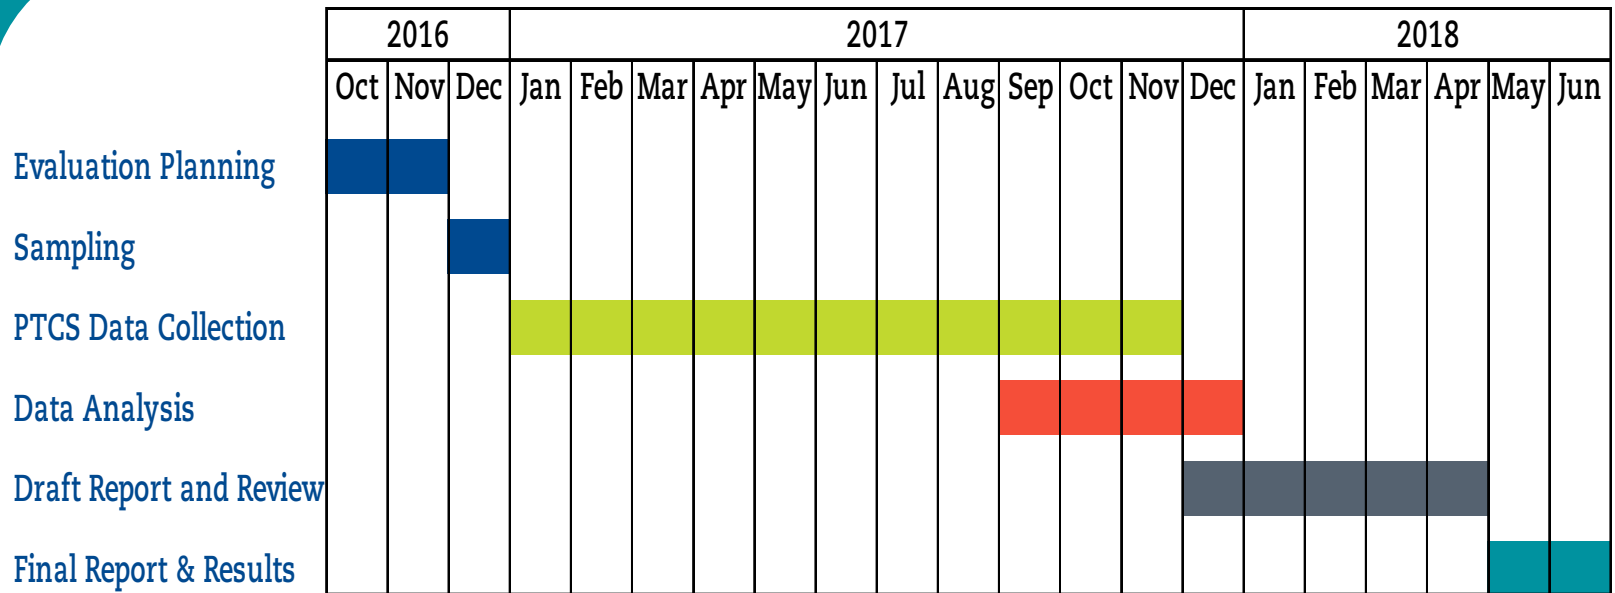 2016 2017 2018
Oct Nov Dec Jan Feb Mar Apr May Jun Jul Aug Sep Oct Nov Dec Jan Feb Mar Apr May Jun
Evaluation Planning
Sampling
PTCS Data Collection
Data Analysis
Draft Report and Review
Final Report & Results